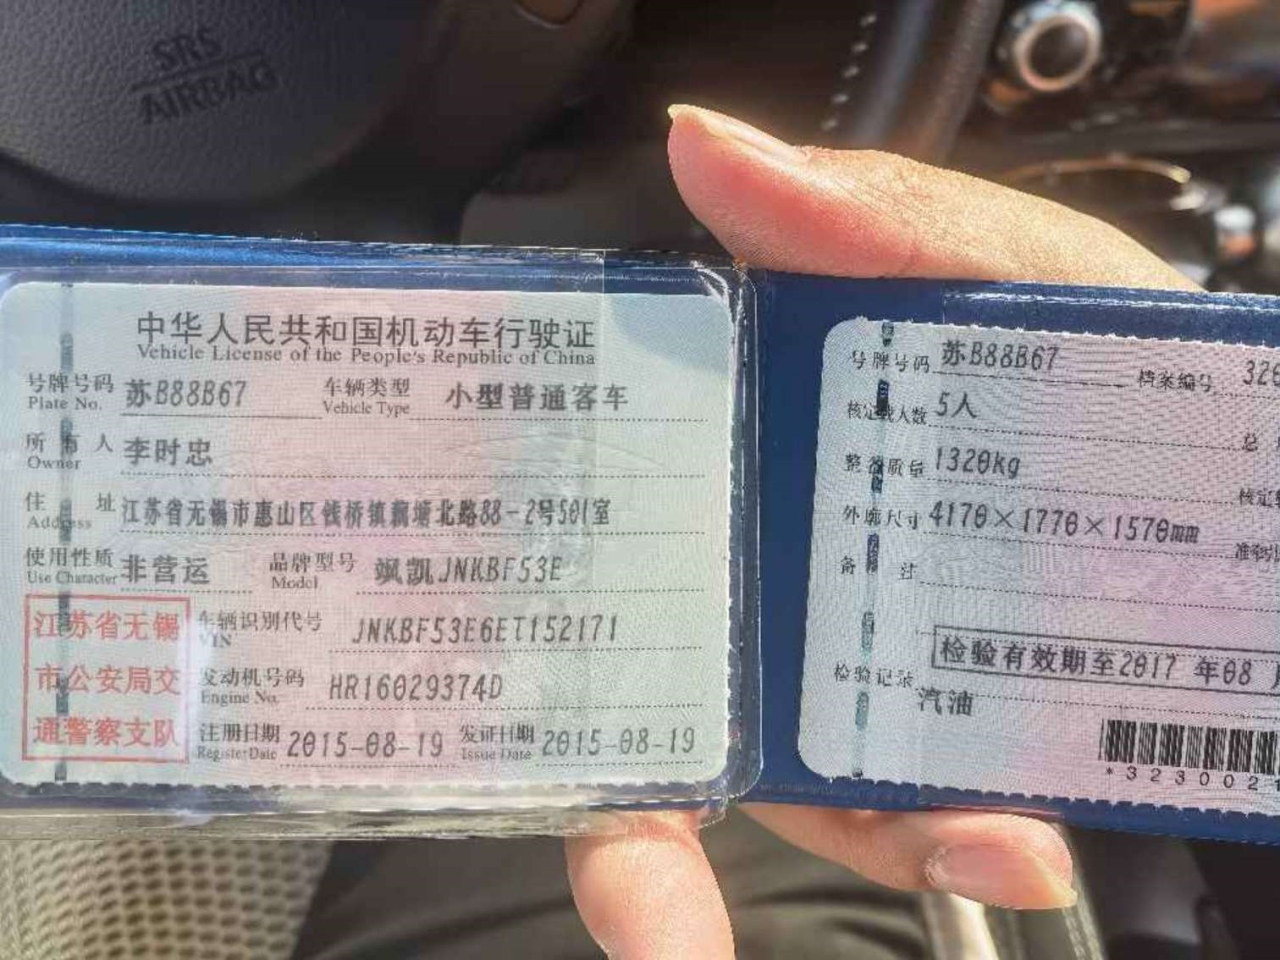 SRS
AIRBAG
中华人民共和国机动车行驶证
Vehicle License of the People's Republic of China
号牌号码 苏B88B67 车辆类型 小型普通客车
Plate No. Vehicle Type
所有人 李时忠
Owner
住址 江苏省无锡市惠山区钱桥镇藕塘北路88-2号501室
Address
使用性质 非营运 品牌型号 飒凯JNKBF53E
Use Character Model
江苏省无锡
市公安局交
通警察支队
车辆识别代号 JNKBF53E6ET152171
VIN
发动机号码 HR16029374D
Engine No.
注册日期 2015-08-19 发证日期 2015-08-19
Register Date Issue Date
号牌号码 苏B88B67 档案编号 320
核定载人数 5人 总
整备质量 1320kg 核定
外廓尺寸 4170×1770×1570mm 准牵
备注
检验有效期至2017 年08 月
检验记录
汽油
*323002